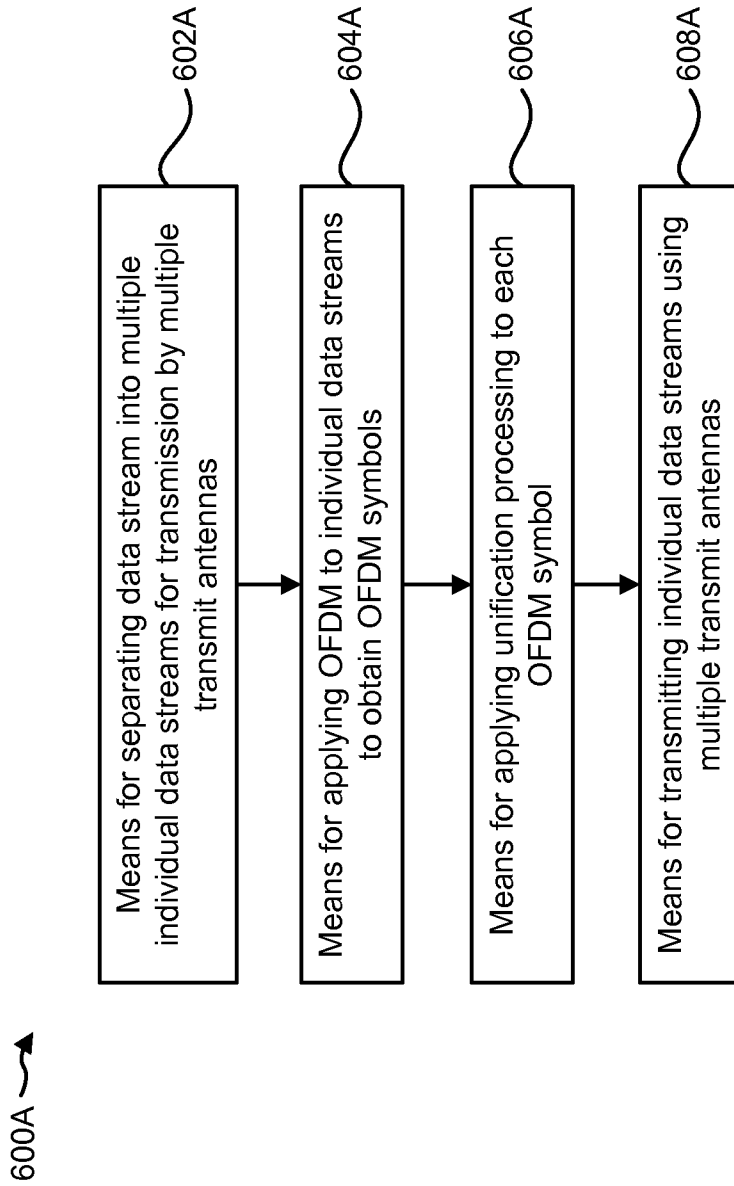 600A
Means for separating data stream into multiple
individual data streams for transmission by multiple
transmit antennas
602A
Means for applying OFDM to individual data streams
to obtain OFDM symbols
604A
Means for applying unification processing to each
OFDM symbol
606A
Means for transmitting individual data streams using
multiple transmit antennas
608A